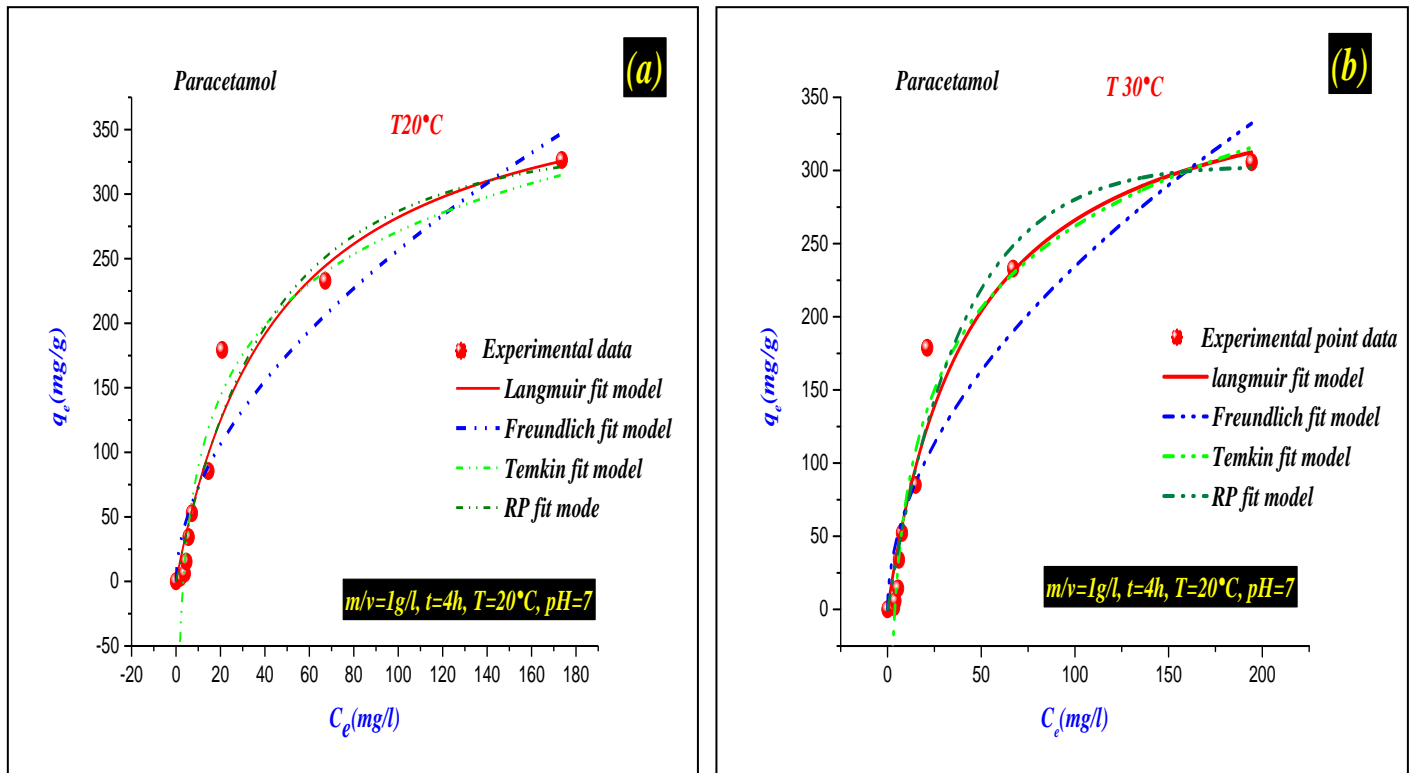 (a)
Paracetamol
T20°C
350
300
250
200
150
100
50
0
-50
-20 0 20 40 60 80 100 120 140 160 180
qe(mg/g)
Ce(mg/l)
Experimental data
Langmuir fit model
Freundlich fit model
Temkin fit model
RP fit mode
m/v=1g/l, t=4h, T=20°C, pH=7
(b)
Paracetamol
T 30°C
350
300
250
200
150
100
50
0
0 50 100 150 200
qe(mg/g)
Ce(mg/l)
Experimental point data
langmuir fit model
Freundlich fit model
Temkin fit model
RP fit model
m/v=1g/l, t=4h, T=20°C, pH=7